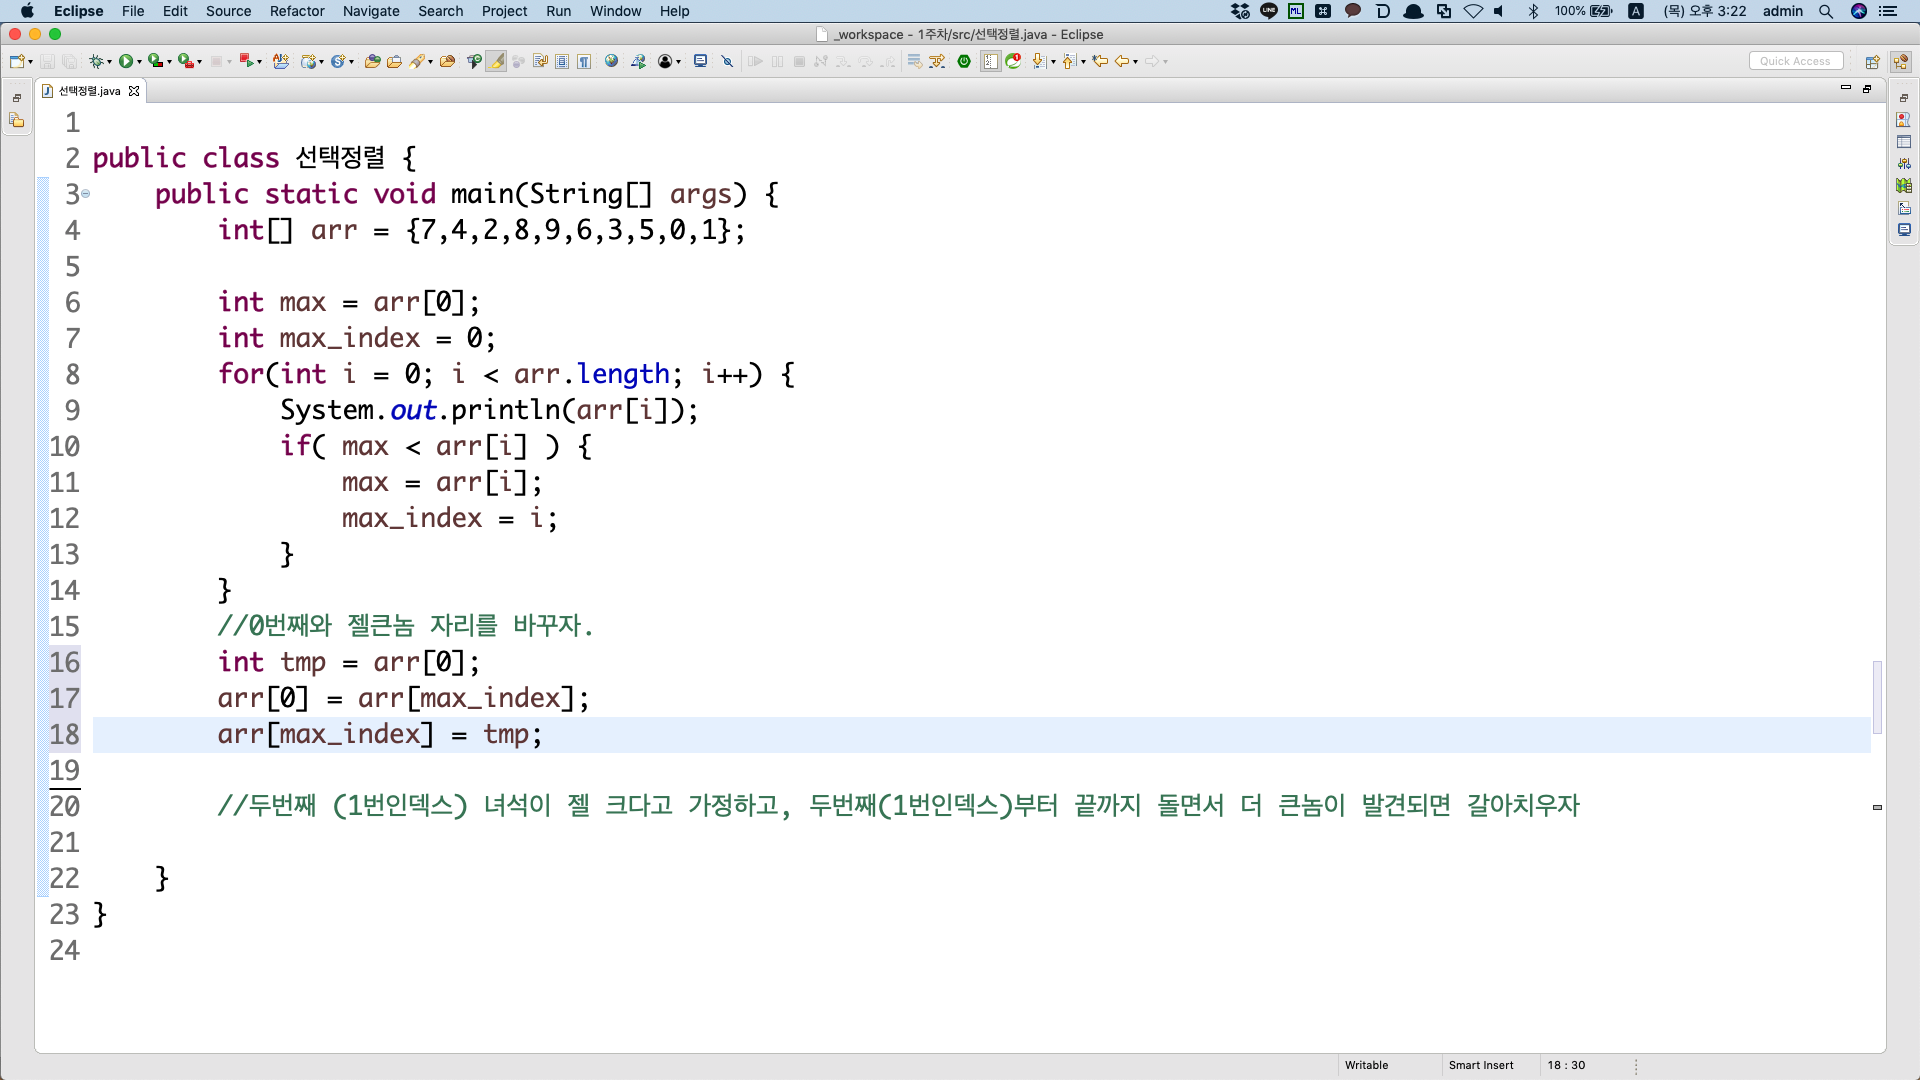 Eclipse File Edit Source Refactor Navigate Search Project Run Window Help 100% (목) 오후 3:22 admin
_workspace - 1주차/src/선택정렬.java - Eclipse
Quick Access
선택정렬.java
1
2 public class 선택정렬 {
3 public static void main(String[] args) {
4 int[] arr = {7,4,2,8,9,6,3,5,0,1};
5
6 int max = arr[0];
7 int max_index = 0;
8 for(int i = 0; i < arr.length; i++) {
9 System.out.println(arr[i]);
10 if( max < arr[i] ) {
11 max = arr[i];
12 max_index = i;
13 }
14 }
15 //0번째와 젤큰놈 자리를 바꾸자.
16 int tmp = arr[0];
17 arr[0] = arr[max_index];
18 arr[max_index] = tmp;
19
20 //두번째 (1번인덱스) 녀석이 젤 크다고 가정하고, 두번째(1번인덱스)부터 끝까지 돌면서 더 큰놈이 발견되면 갈아치우자
21
22 }
23 }
24
Writable Smart Insert 18 : 30